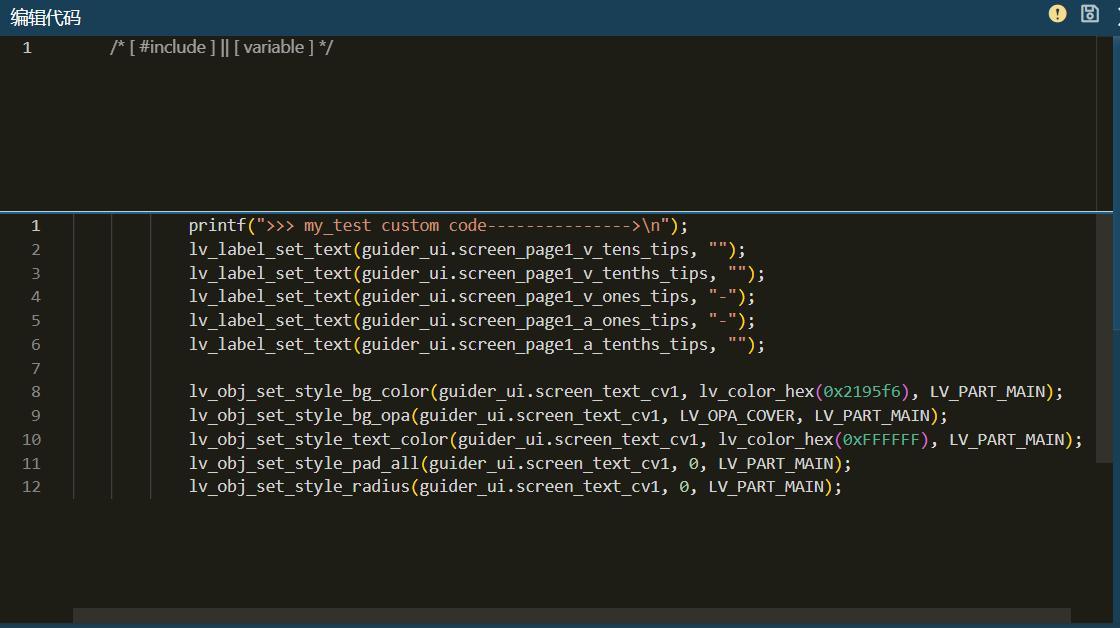 编辑代码
1 /* [ #include ] || [ variable ] */
1 printf(">>> my_test custom code--------------->\n");
2 lv_label_set_text(guider_ui.screen_page1_v_tens_tips, "");
3 lv_label_set_text(guider_ui.screen_page1_v_tenths_tips, "");
4 lv_label_set_text(guider_ui.screen_page1_v_ones_tips, "-");
5 lv_label_set_text(guider_ui.screen_page1_a_ones_tips, "-");
6 lv_label_set_text(guider_ui.screen_page1_a_tenths_tips, "");
7
8 lv_obj_set_style_bg_color(guider_ui.screen_text_cv1, lv_color_hex(0x2195f6), LV_PART_MAIN);
9 lv_obj_set_style_bg_opa(guider_ui.screen_text_cv1, LV_OPA_COVER, LV_PART_MAIN);
10 lv_obj_set_style_text_color(guider_ui.screen_text_cv1, lv_color_hex(0xFFFFFF), LV_PART_MAIN);
11 lv_obj_set_style_pad_all(guider_ui.screen_text_cv1, 0, LV_PART_MAIN);
12 lv_obj_set_style_radius(guider_ui.screen_text_cv1, 0, LV_PART_MAIN);